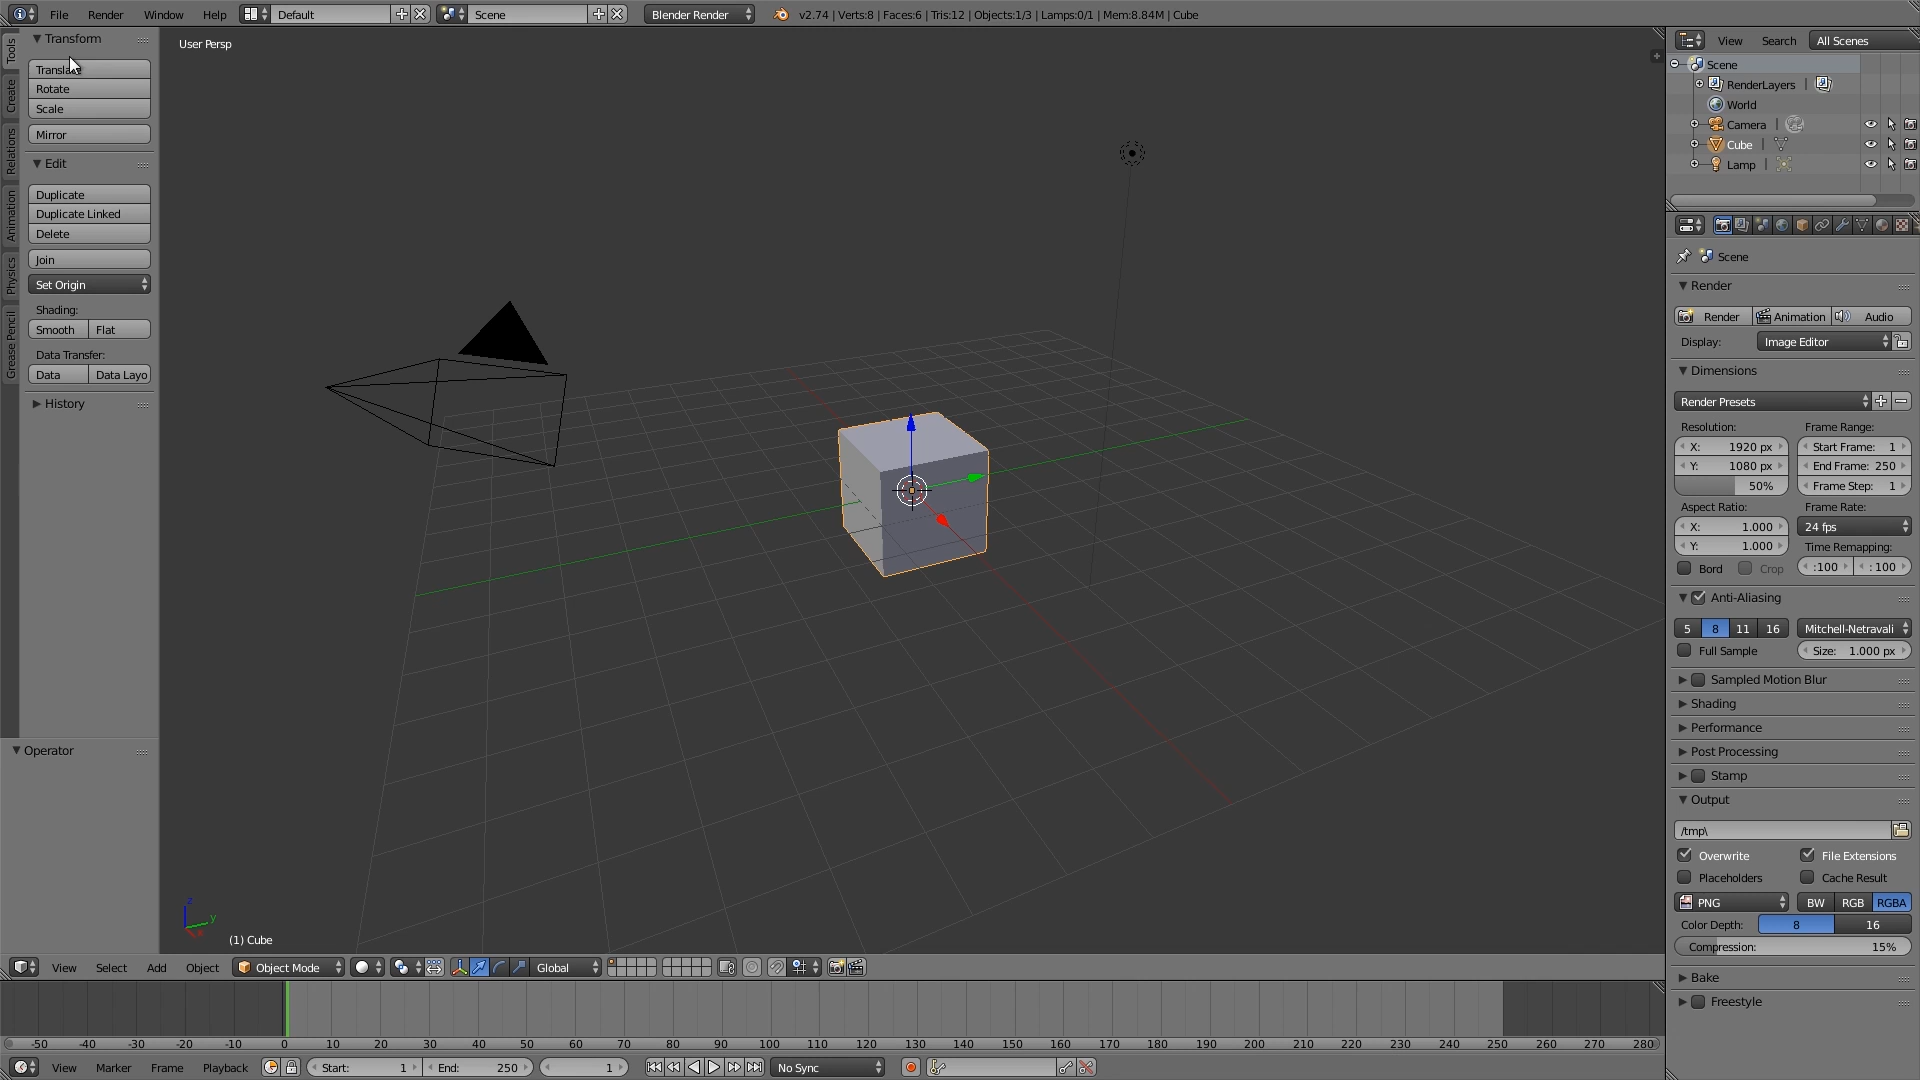 File Render Window Help Default Scene Blender Render v2.74 | Verts:8 | Faces:6 | Tris:12 | Objects:1/3 | Lamps:0/1 | Mem:8.84M | Cube
Tools
Create
Relations
Animation
Physics
Grease Pencil
Transform
Rotate
Scale
Mirror
Edit
Duplicate
Duplicate Linked
Delete
Join
Set Origin
Shading:
Smooth Flat
Data Transfer:
Data Data Layo
History
Operator
User Persp
z
y
x
(1) Cube
View Search All Scenes
Scene
RenderLayers |
World
Camera |
Cube |
Lamp |
Scene
Render
Render Animation Audio
Display: Image Editor
Dimensions
Render Presets
Resolution: Frame Range:
X: 1920 px Start Frame: 1
Y: 1080 px End Frame: 250
50% Frame Step: 1
Aspect Ratio: Frame Rate:
X: 1.000 24 fps
Y: 1.000 Time Remapping:
Bord Crop :100 : 100
Anti-Aliasing
5 8 11 16 Mitchell-Netravali
Full Sample Size: 1.000 px
Sampled Motion Blur
Shading
Performance
Post Processing
Stamp
Output
/tmp\
Overwrite File Extensions
Placeholders Cache Result
PNG BW RGB RGBA
Color Depth: 8 16
Compression: 15%
Bake
Freestyle
View Select Add Object Object Mode Global
-50 -40 -30 -20 -10 0 10 20 30 40 50 60 70 80 90 100 110 120 130 140 150 160 170 180 190 200 210 220 230 240 250 260 270 280
View Marker Frame Playback Start: 1 End: 250 1 No Sync